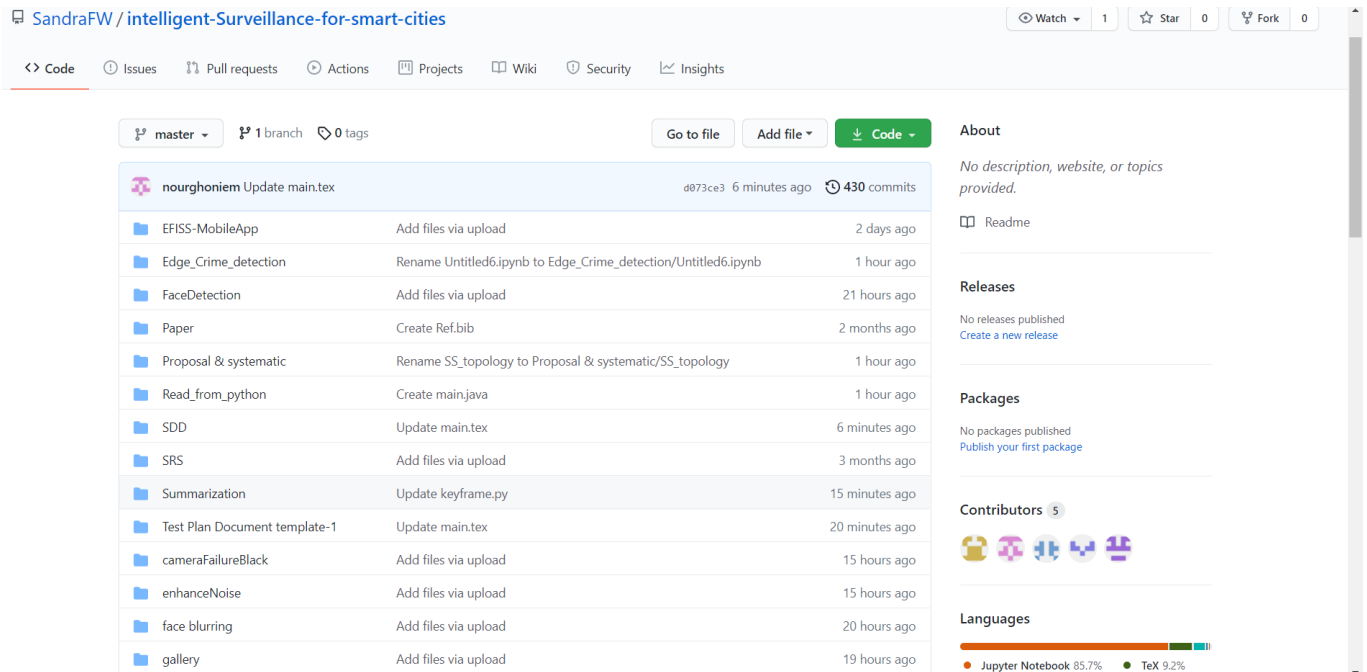 SandraFW / intelligent-Surveillance-for-smart-cities
Watch 1 Star 0 Fork 0
Code Issues Pull requests Actions Projects Wiki Security Insights
master 1 branch 0 tags Go to file Add file Code
nourghoniem Update main.tex d073ce3 6 minutes ago 430 commits
EFISS-MobileApp Add files via upload 2 days ago
Edge_Crime_detection Rename Untitled6.ipynb to Edge_Crime_detection/Untitled6.ipynb 1 hour ago
FaceDetection Add files via upload 21 hours ago
Paper Create Ref.bib 2 months ago
Proposal & systematic Rename SS_topology to Proposal & systematic/SS_topology 1 hour ago
Read_from_python Create main.java 1 hour ago
SDD Update main.tex 6 minutes ago
SRS Add files via upload 3 months ago
Summarization Update keyframe.py 15 minutes ago
Test Plan Document template-1 Update main.tex 20 minutes ago
cameraFailureBlack Add files via upload 15 hours ago
enhanceNoise Add files via upload 15 hours ago
face blurring Add files via upload 20 hours ago
gallery Add files via upload 19 hours ago
About
No description, website, or topics
provided.
Readme
Releases
No releases published
Create a new release
Packages
No packages published
Publish your first package
Contributors 5
Languages
Jupyter Notebook 85.7% TeX 9.2%